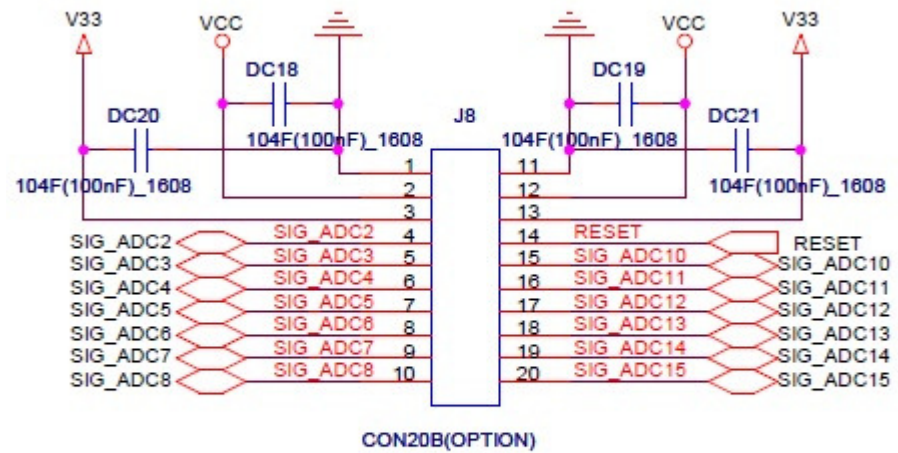 V33
VCC
VCC
V33
DC18
DC19
DC20
J8
DC21
104F(100nF)_1608
104F(100nF)_1608
104F(100nF)_1608
104F(100nF)_1608
1
11
2
12
3
13
SIG_ADC2 SIG_ADC2 4
14 RESET RESET
SIG_ADC3 SIG_ADC3 5
15 SIG_ADC10 SIG_ADC10
SIG_ADC4 SIG_ADC4 6
16 SIG_ADC11 SIG_ADC11
SIG_ADC5 SIG_ADC5 7
17 SIG_ADC12 SIG_ADC12
SIG_ADC6 SIG_ADC6 8
18 SIG_ADC13 SIG_ADC13
SIG_ADC7 SIG_ADC7 9
19 SIG_ADC14 SIG_ADC14
SIG_ADC8 SIG_ADC8 10
20 SIG_ADC15 SIG_ADC15
CON20B(OPTION)